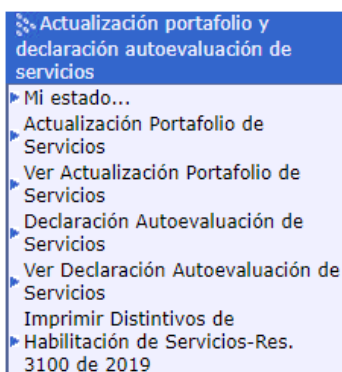 Actualización portafolio y
declaración autoevaluación de
servicios
Mi estado...
Actualización Portafolio de
Servicios
Ver Actualización Portafolio de
Servicios
Declaración Autoevaluación de
Servicios
Ver Declaración Autoevaluación de
Servicios
Imprimir Distintivos de
Habilitación de Servicios-Res.
3100 de 2019